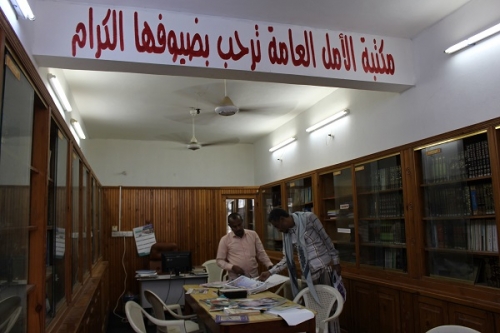 مكتبة الأمل العامة ترحب بضيوفها الكرام